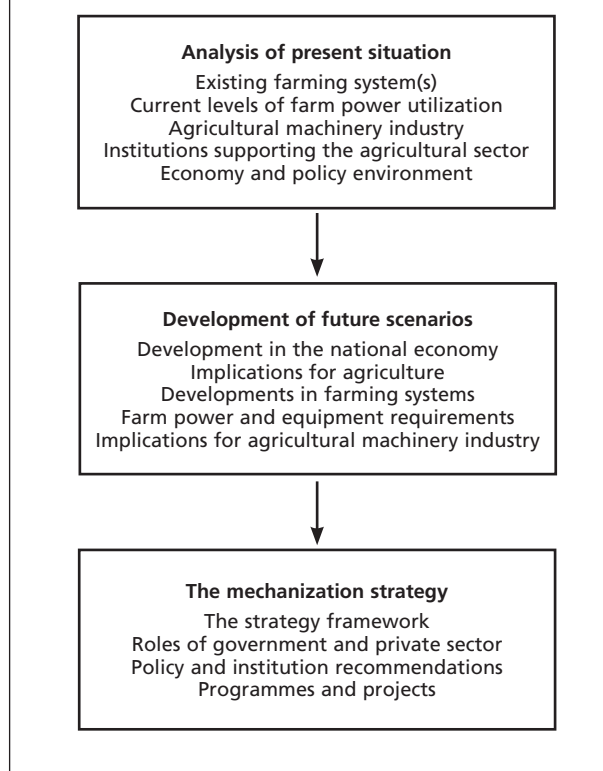 Analysis of present situation
Existing farming system(s)
Current levels of farm power utilization
Agricultural machinery industry
Institutions supporting the agricultural sector
Economy and policy environment
Development of future scenarios
Development in the national economy
Implications for agriculture
Developments in farming systems
Farm power and equipment requirements
Implications for agricultural machinery industry
The mechanization strategy
The strategy framework
Roles of government and private sector
Policy and institution recommendations
Programmes and projects